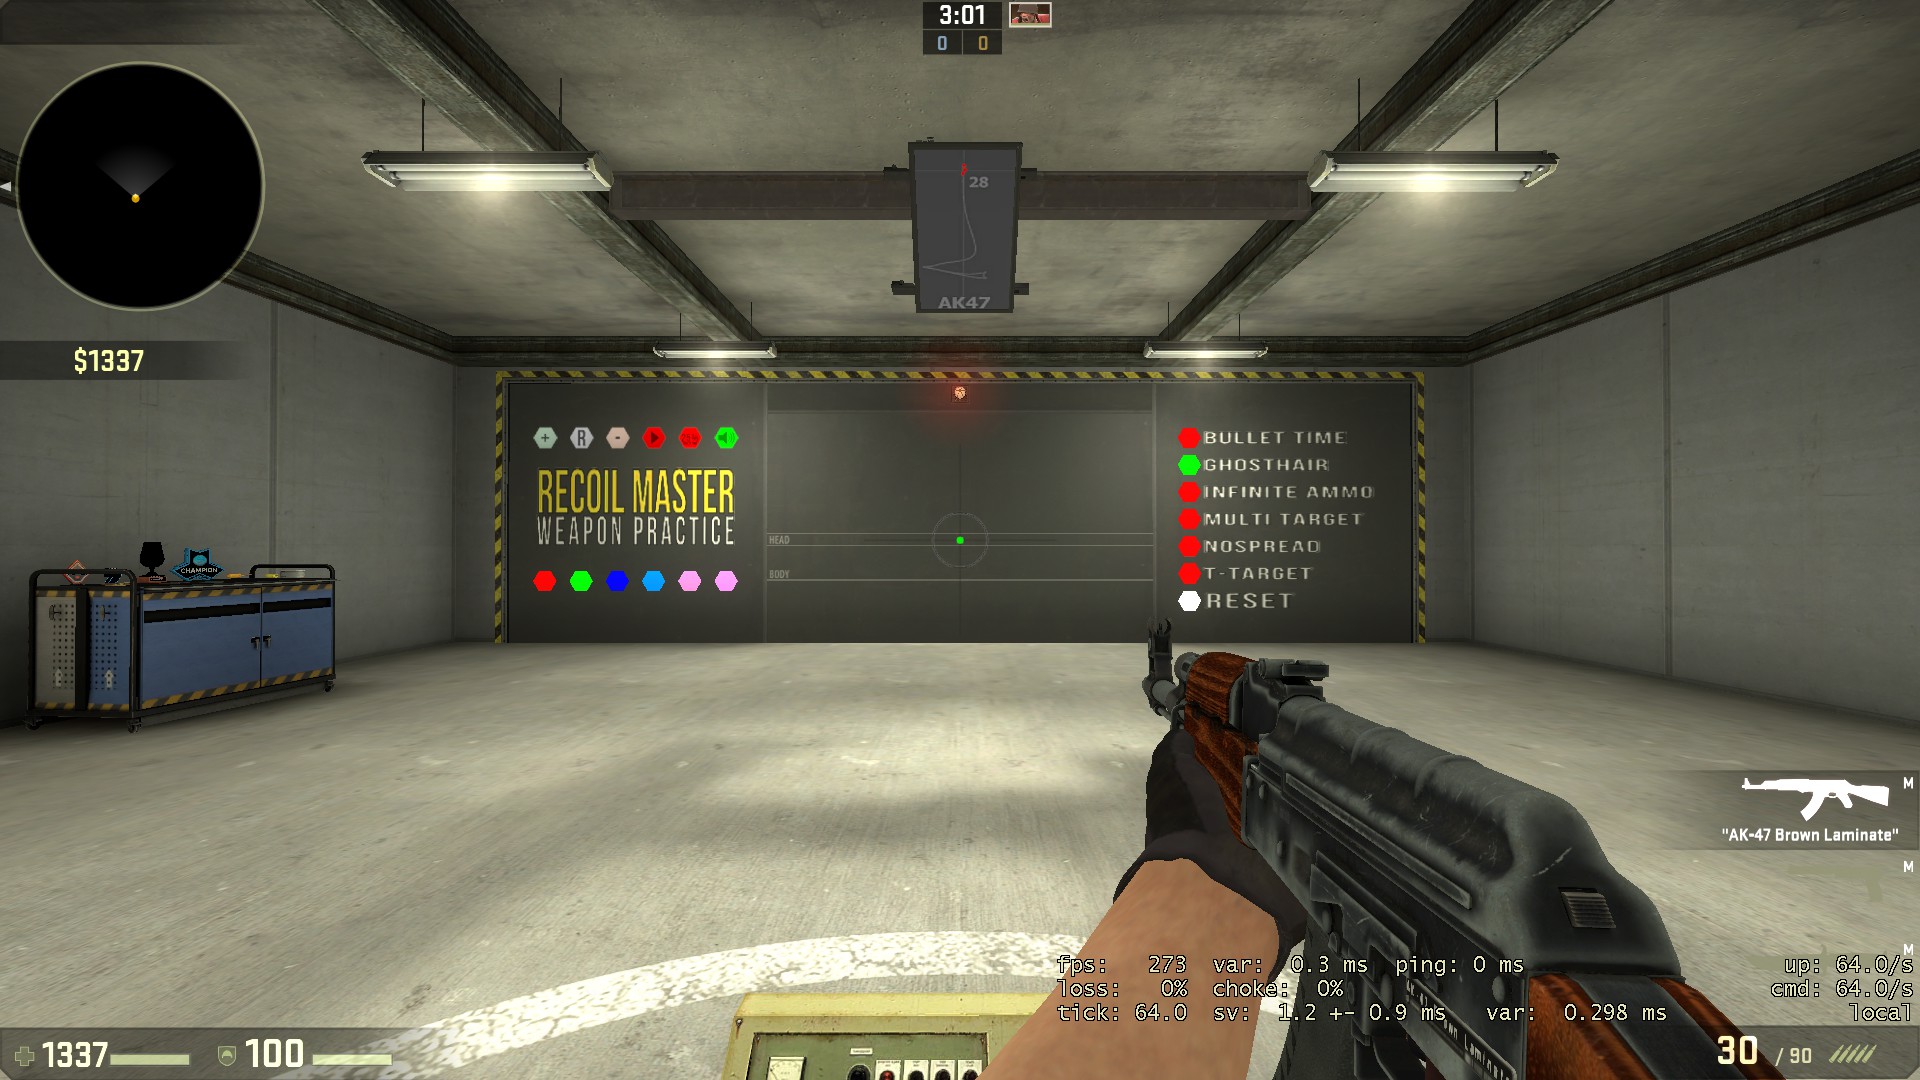 3:01
0 0
28
AK47
$1337
+ R -
RECOIL MASTER
WEAPON PRACTICE
HEAD
BODY
BULLET TIME
GHOSTHAIR
INFINITE AMMO
MULTI TARGET
NOSPREAD
T-TARGET
RESET
CHAMPION
M
"AK-47 Brown Laminate"
M
M
fps: 273 var: 0.3 ms ping: 0 ms
loss: 0% choke: 0%
tick: 64.0 sv: 1.2 +- 0.9 ms var: 0.298 ms
up: 64.0/s
cmd: 64.0/s
local
1337 100
30 / 90